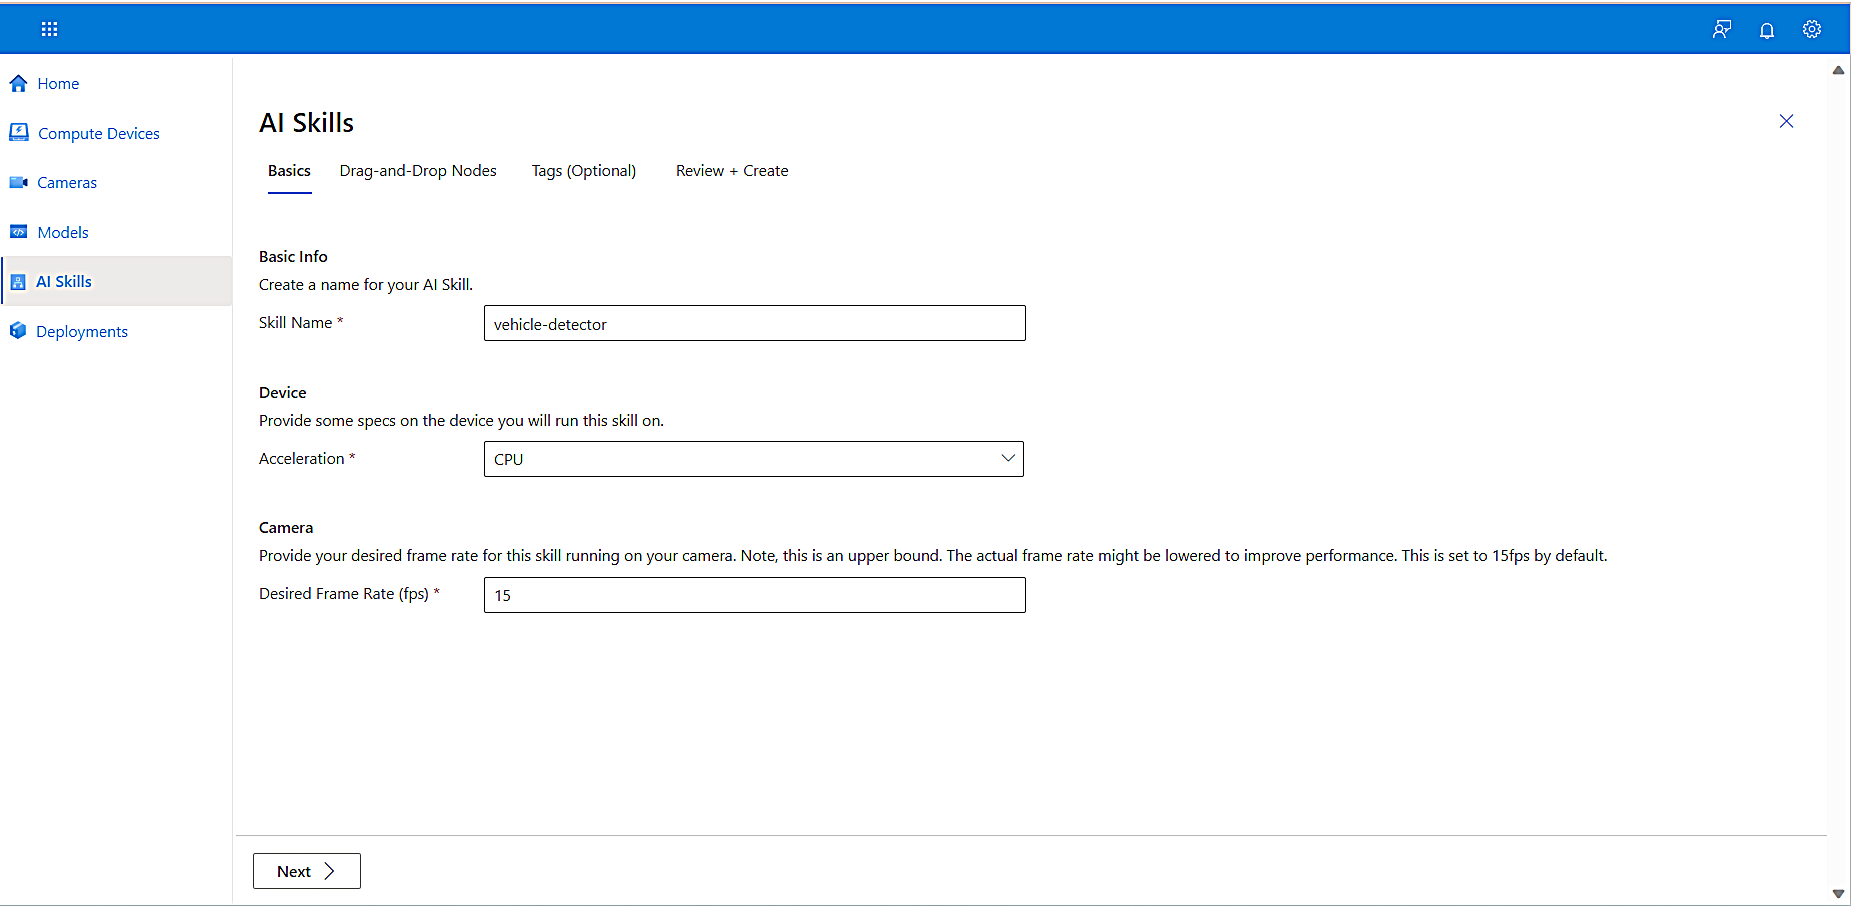 Home
Compute Devices
Cameras
Models
AI Skills
Deployments
AI Skills
Basics Drag-and-Drop Nodes Tags (Optional) Review + Create
Basic Info
Create a name for your AI Skill.
Skill Name * vehicle-detector
Device
Provide some specs on the device you will run this skill on.
Acceleration * CPU
Camera
Provide your desired frame rate for this skill running on your camera. Note, this is an upper bound. The actual frame rate might be lowered to improve performance. This is set to 15fps by default.
Desired Frame Rate (fps) * 15
Next